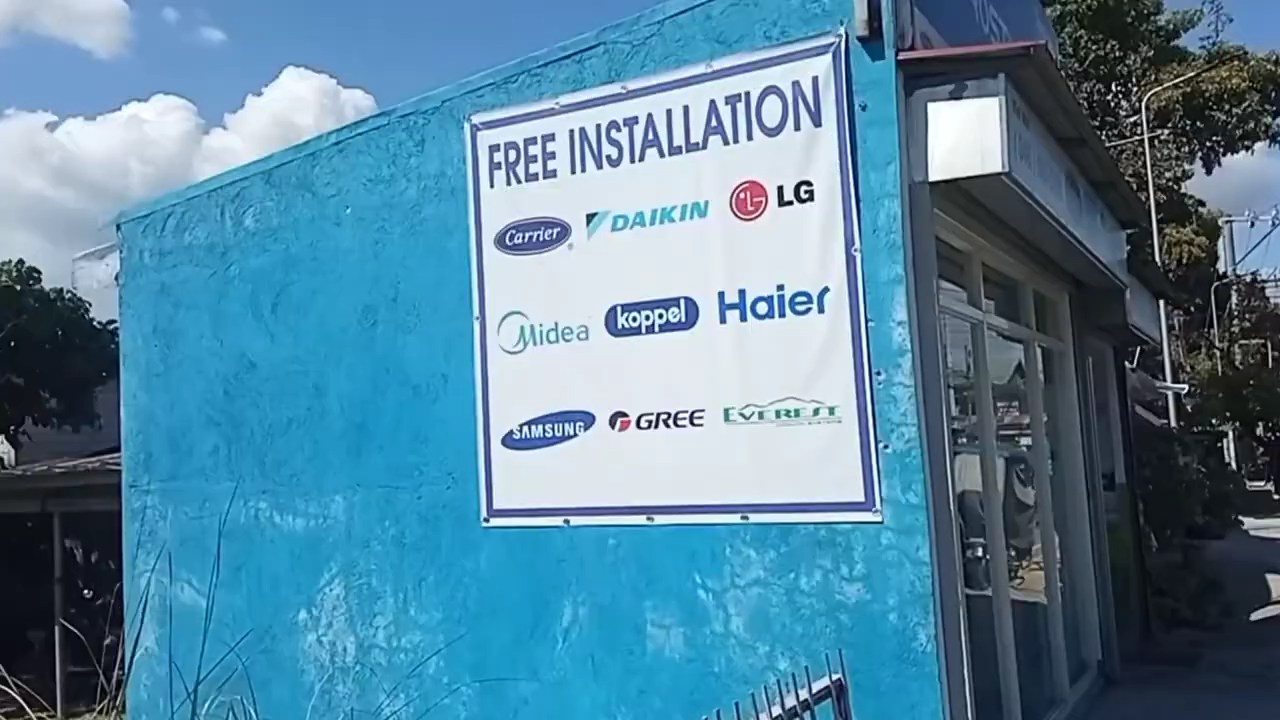 FREE INSTALLATION
Carrier DAIKIN LG
Midea koppel Haier
SAMSUNG GREE EVEREST